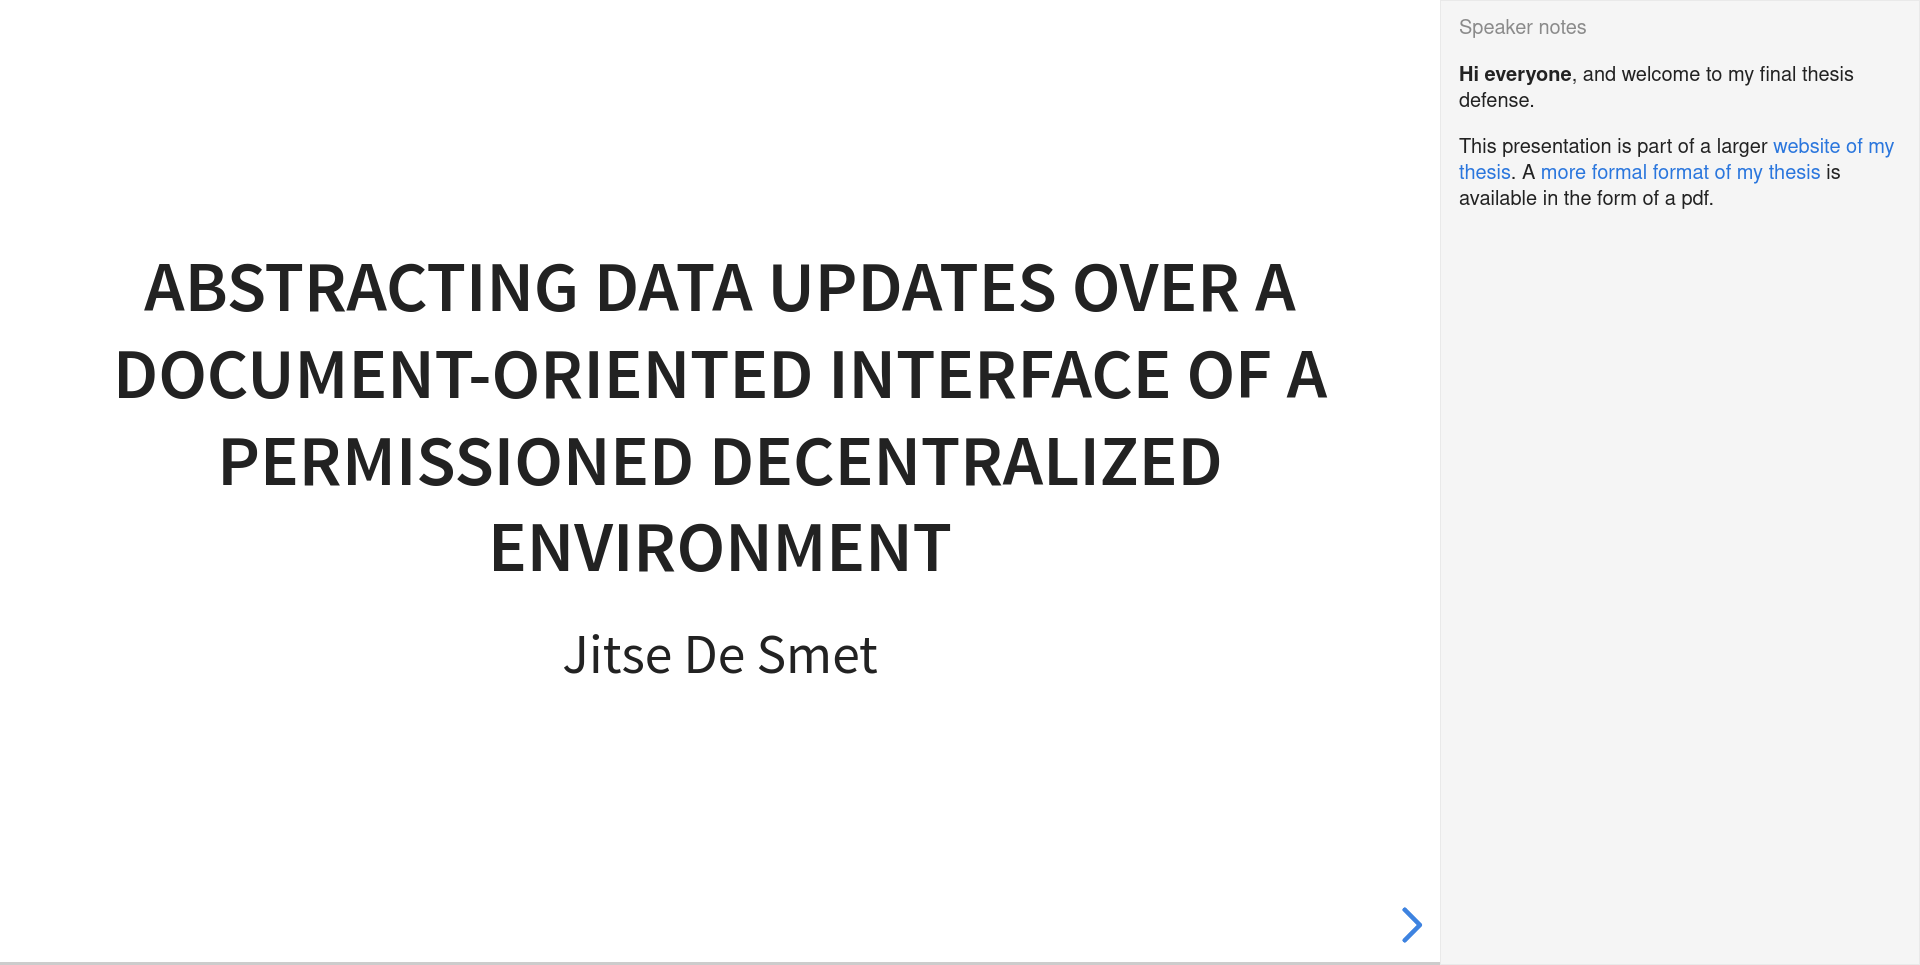 ABSTRACTING DATA UPDATES OVER A
DOCUMENT-ORIENTED INTERFACE OF A
PERMISSIONED DECENTRALIZED
ENVIRONMENT
Jitse De Smet
Speaker notes
Hi everyone, and welcome to my final thesis
defense.
This presentation is part of a larger website of my
thesis. A more formal format of my thesis is
available in the form of a pdf.